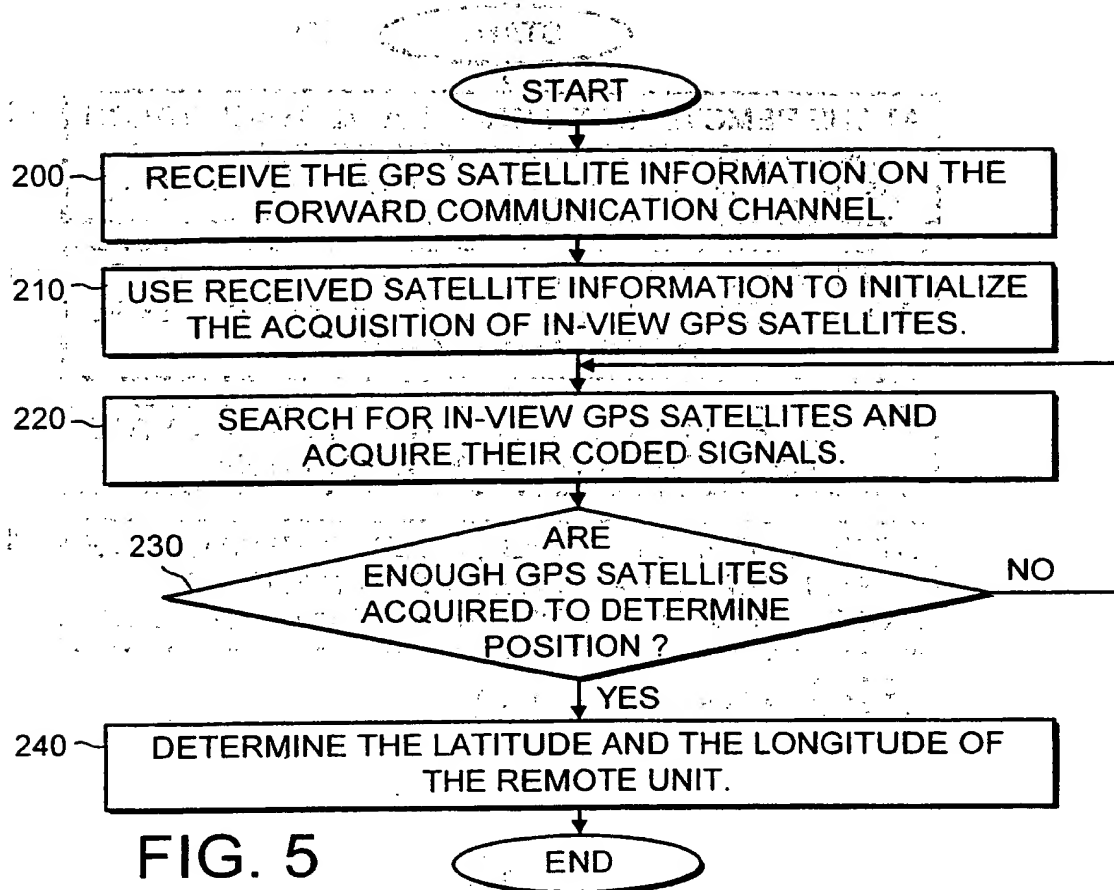 START
200
RECEIVE THE GPS SATELLITE INFORMATION ON THE
FORWARD COMMUNICATION CHANNEL.
210
USE RECEIVED SATELLITE INFORMATION TO INITIALIZE
THE ACQUISITION OF IN-VIEW GPS SATELLITES.
220
SEARCH FOR IN-VIEW GPS SATELLITES AND
ACQUIRE THEIR CODED SIGNALS.
230
ARE
ENOUGH GPS SATELLITES
ACQUIRED TO DETERMINE
POSITION ?
NO
YES
240
DETERMINE THE LATITUDE AND THE LONGITUDE OF
THE REMOTE UNIT.
FIG. 5
END